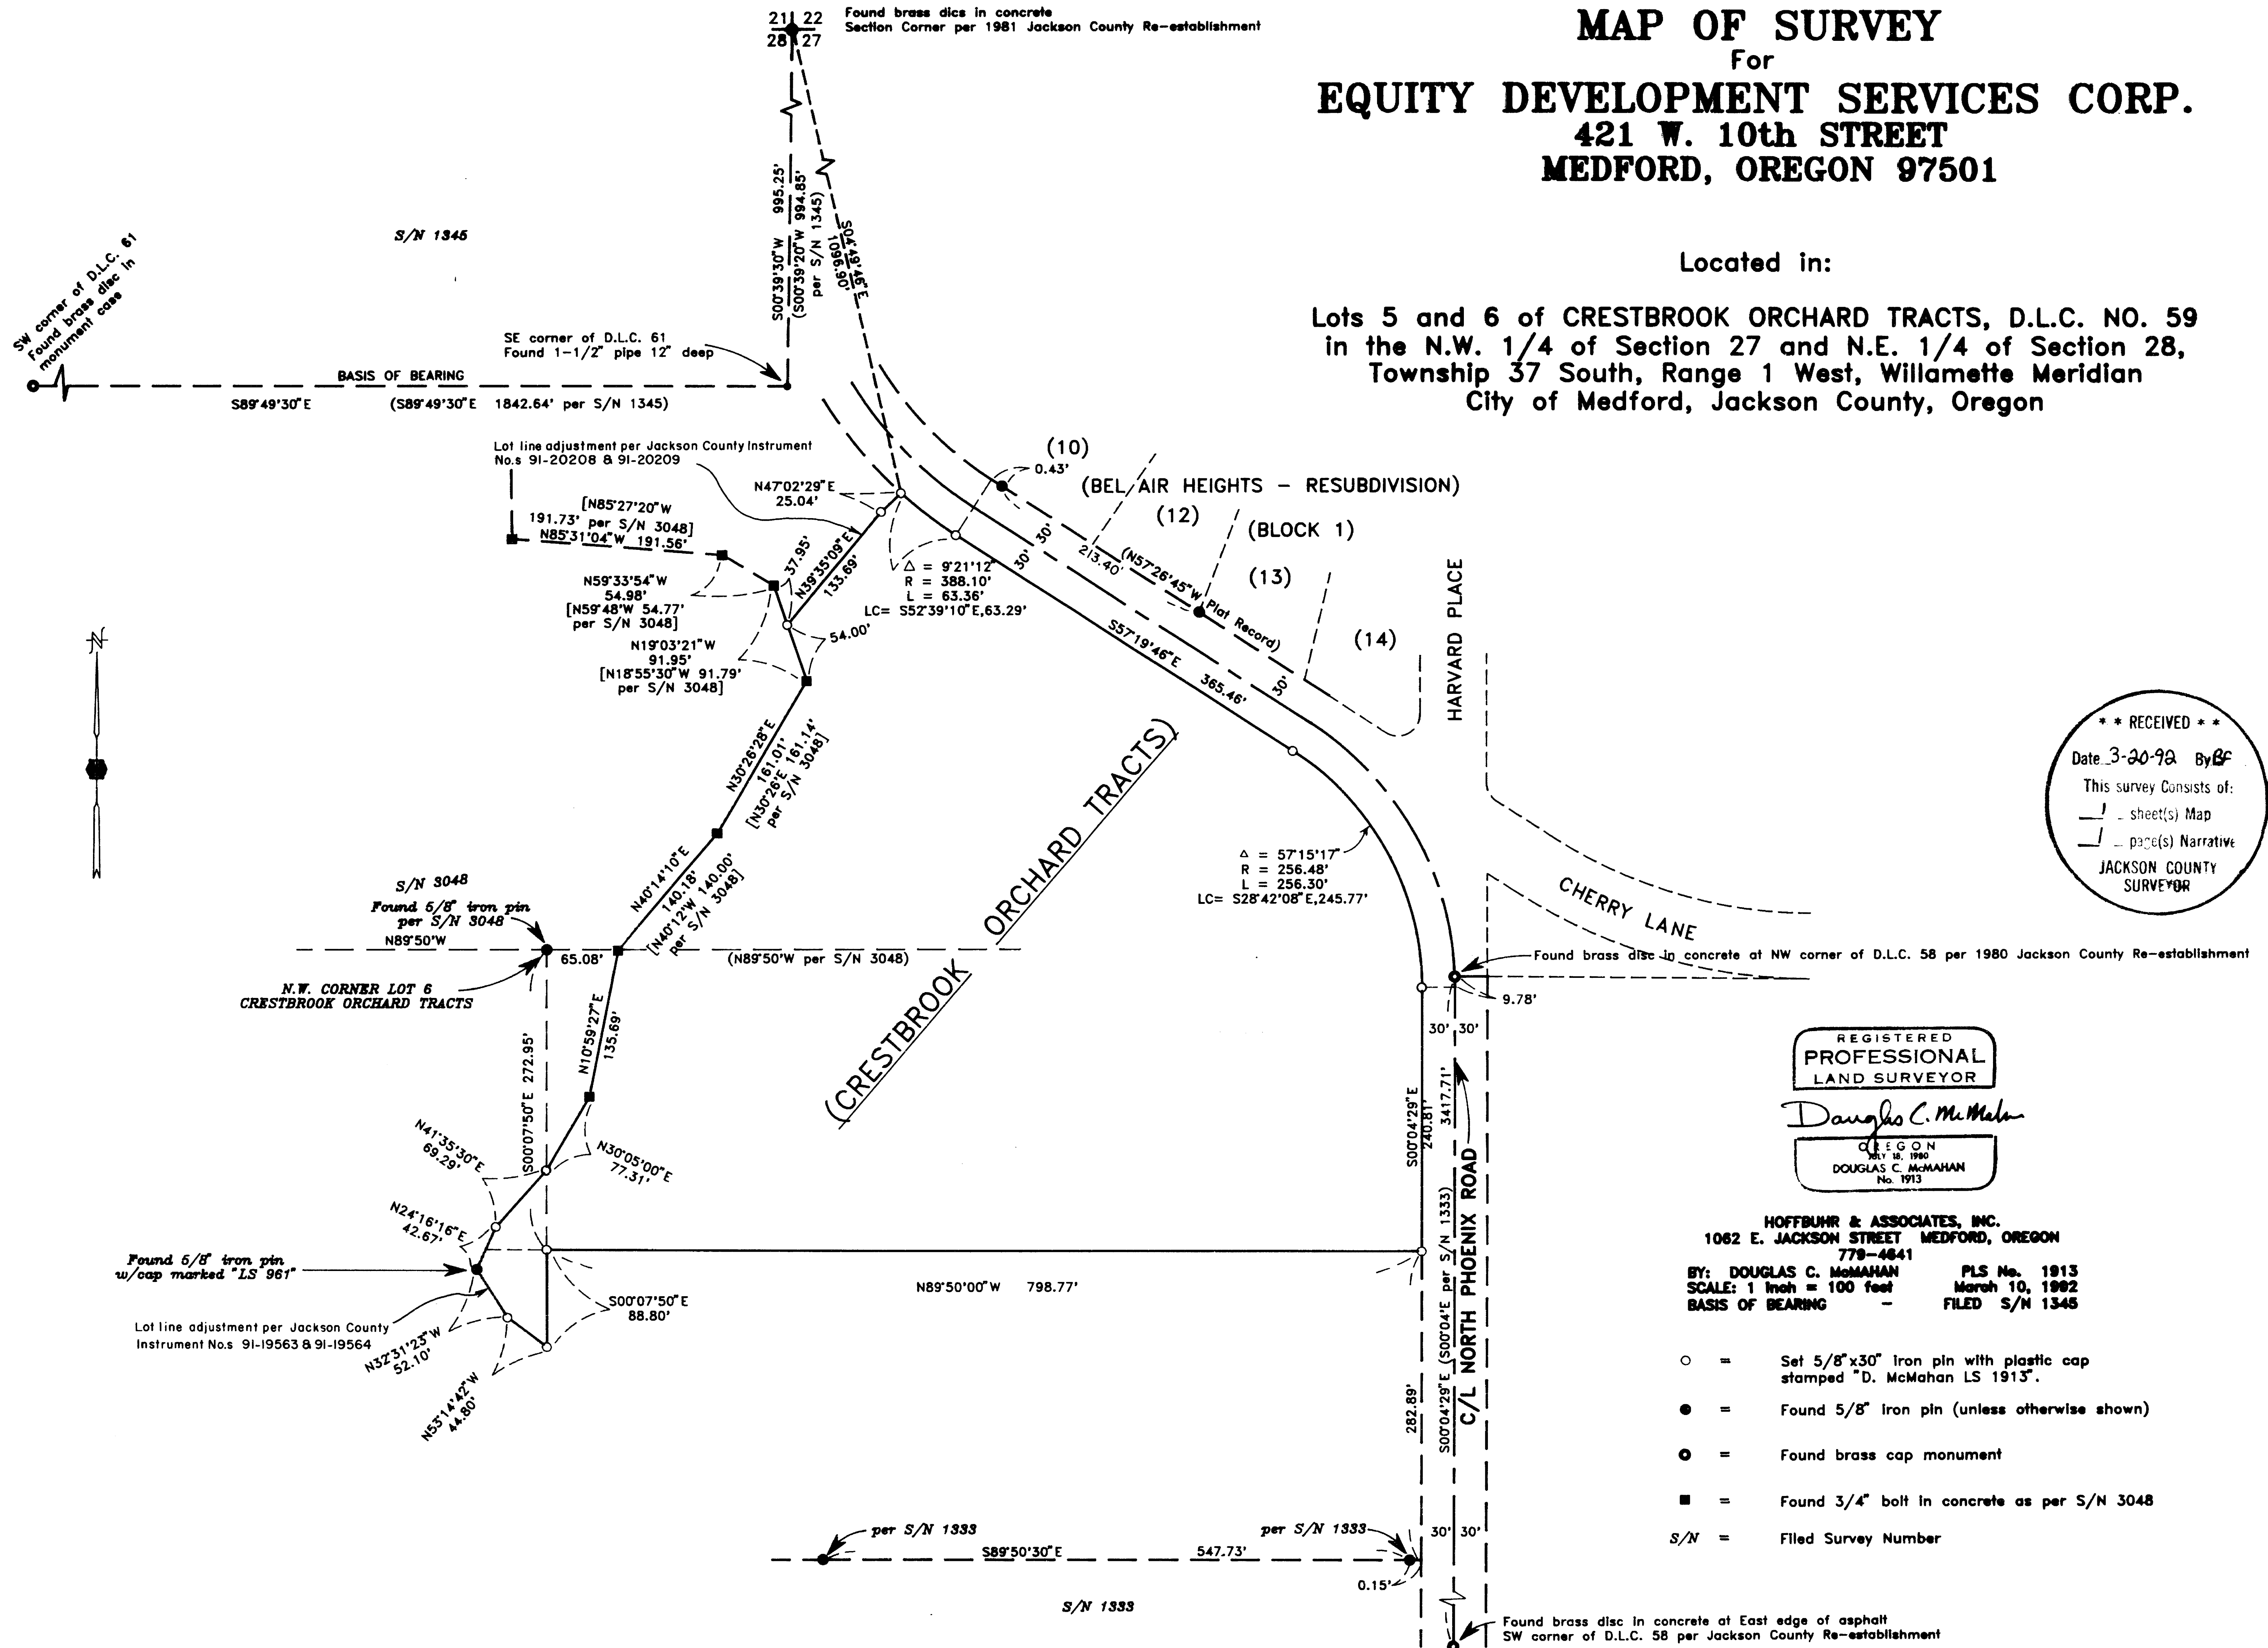 MAP OF SURVEY
For
EQUITY DEVELOPMENT SERVICES CORP.
421 W. 10th STREET
MEDFORD, OREGON 97501
Located in:
Lots 5 and 6 of CRESTBROOK ORCHARD TRACTS, D.L.C. NO. 59
in the N.W. 1/4 of Section 27 and N.E. 1/4 of Section 28,
Township 37 South, Range 1 West, Willamette Meridian
City of Medford, Jackson County, Oregon
21 22
28 27
Found brass dics in concrete
Section Corner per 1981 Jackson County Re-establishment
S00°39'30"W 995.25'
(S00°39'20"W 994.85'
per S/N 1345)
S04°49'46"E
1096.90'
S/N 1345
SW corner of D.L.C. 61
Found brass disc in
monument case
SE corner of D.L.C. 61
Found 1-1/2" pipe 12" deep
BASIS OF BEARING
S89°49'30"E (S89°49'30"E 1842.64' per S/N 1345)
Lot line adjustment per Jackson County Instrument
No.s 91-20208 & 91-20209
N47°02'29"E
25.04'
[N85°27'20"W
191.73' per S/N 3048]
N85°31'04"W 191.56'
37.95'
N39°35'09"E
133.69'
N59°33'54"W
54.98'
[N59°48'W 54.77'
per S/N 3048]
N19°03'21"W
91.95'
[N18°55'30"W 91.79'
per S/N 3048]
54.00'
Δ = 9°21'12"
R = 388.10'
L = 63.36'
LC= S52°39'10"E,63.29'
(10)
0.43'
(BEL AIR HEIGHTS - RESUBDIVISION)
(12)
(BLOCK 1)
(13)
(14)
30'
30'
213.40'
(N57°26'45"W Plat Record)
S57°19'46"E
365.46'
30'
HARVARD PLACE
N30°26'28"E
161.01'
[N30°26'E 161.14'
per S/N 3048]
N40°14'10"E
140.18'
[N40°12'W 140.00'
per S/N 3048]
(CRESTBROOK ORCHARD TRACTS)
Δ = 57°15'17"
R = 256.48'
L = 256.30'
LC= S28°42'08"E,245.77'
CHERRY LANE
* * RECEIVED * *
Date 3-20-92 By BF
This survey Consists of:
1 sheet(s) Map
1 page(s) Narrative
JACKSON COUNTY
SURVEYOR
S/N 3048
Found 5/8" iron pin
per S/N 3048
N89°50'W
65.08'
(N89°50'W per S/N 3048)
N.W. CORNER LOT 6
CRESTBROOK ORCHARD TRACTS
Found brass disc in concrete at NW corner of D.L.C. 58 per 1980 Jackson County Re-establishment
9.78'
30' 30'
N10°59'27"E
135.69'
S00°07'50"E 272.95'
N41°35'30"E
69.29'
N30°05'00"E
77.31'
N24°16'16"E
42.67'
Found 5/8" iron pin
w/cap marked "LS 961"
Lot line adjustment per Jackson County
Instrument No.s 91-19563 & 91-19564
N32°31'23"W
52.10'
N53°14'42"W
44.80'
S00°07'50"E
88.80'
N89°50'00"W 798.77'
S00°04'29"E
240.81'
3417.71'
S00°04'29"E (S00°04'E per S/N 1333)
C/L NORTH PHOENIX ROAD
282.89'
30' 30'
per S/N 1333
per S/N 1333
S89°50'30"E 547.73'
0.15'
S/N 1333
Found brass disc in concrete at East edge of asphalt
SW corner of D.L.C. 58 per Jackson County Re-establishment
REGISTERED
PROFESSIONAL
LAND SURVEYOR
Douglas C. McMahan
OREGON
JULY 18, 1980
DOUGLAS C. McMAHAN
No. 1913
HOFFBUHR & ASSOCIATES, INC.
1062 E. JACKSON STREET MEDFORD, OREGON
779-4641
BY: DOUGLAS C. McMAHAN PLS No. 1913
SCALE: 1 inch = 100 feet March 10, 1992
BASIS OF BEARING - FILED S/N 1345
= Set 5/8"x30" iron pin with plastic cap
stamped "D. McMahan LS 1913".
= Found 5/8" iron pin (unless otherwise shown)
= Found brass cap monument
= Found 3/4" bolt in concrete as per S/N 3048
S/N = Filed Survey Number
N